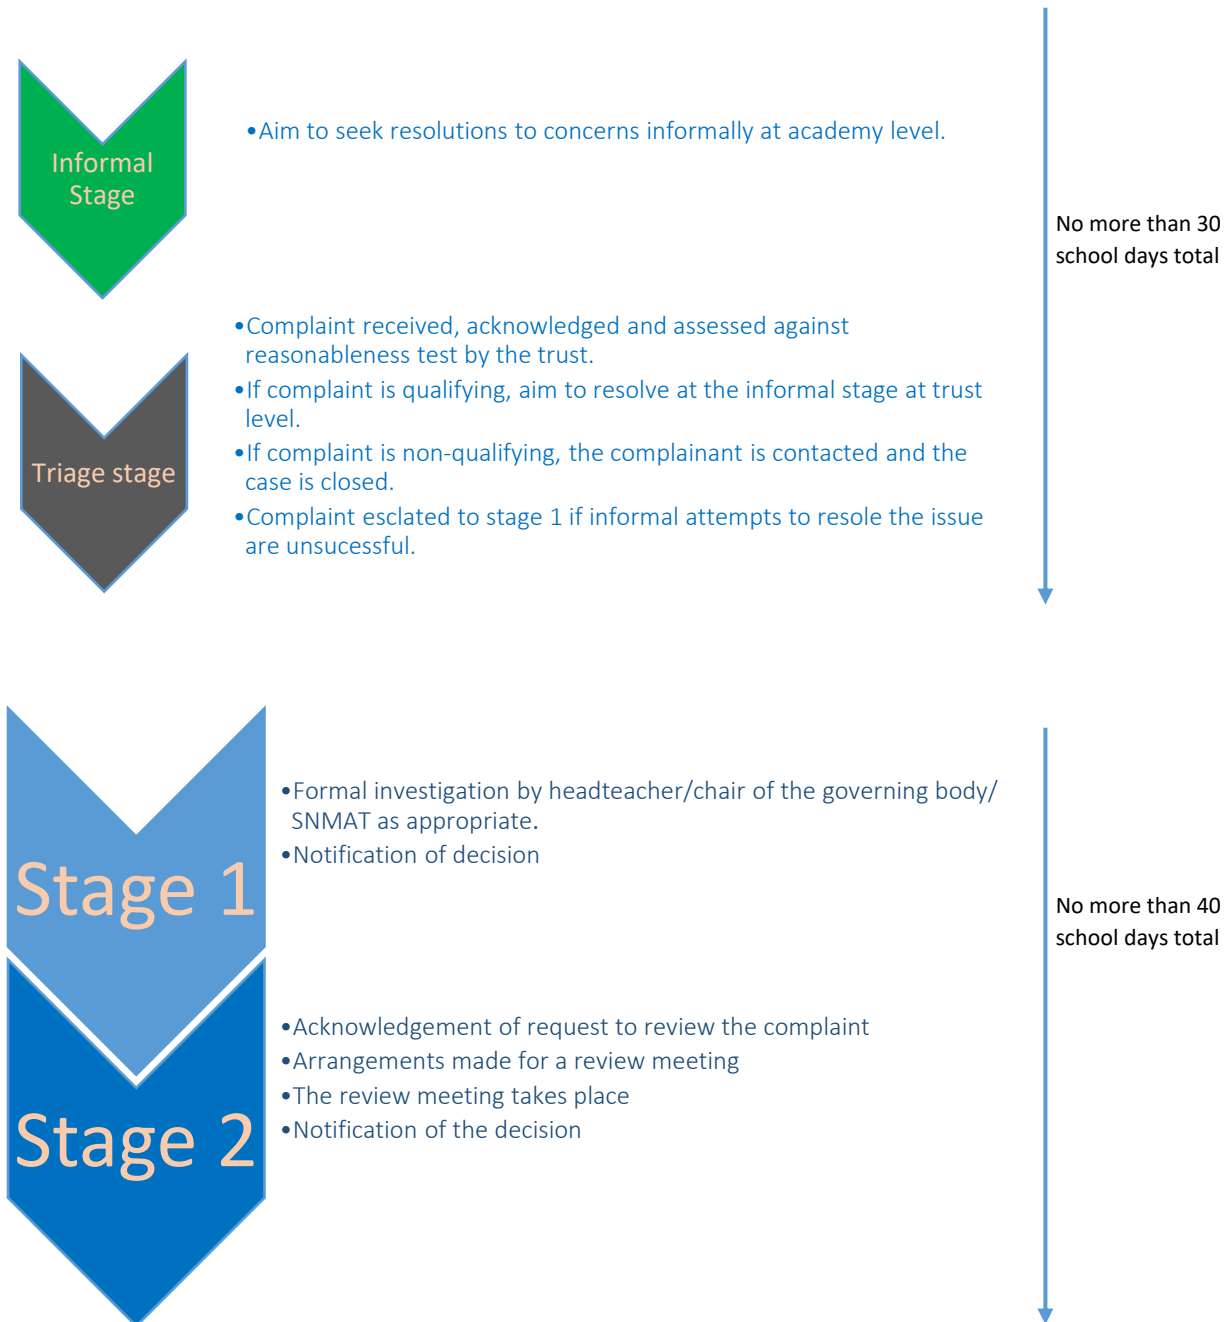 Informal
Stage
•Aim to seek resolutions to concerns informally at academy level.
No more than 30
school days total
Triage stage
•Complaint received, acknowledged and assessed against
reasonableness test by the trust.
•If complaint is qualifying, aim to resolve at the informal stage at trust
level.
•If complaint is non-qualifying, the complainant is contacted and the
case is closed.
•Complaint esclated to stage 1 if informal attempts to resole the issue
are unsucessful.
Stage 1
•Formal investigation by headteacher/chair of the governing body/
SNMAT as appropriate.
•Notification of decision
No more than 40
school days total
Stage 2
•Acknowledgement of request to review the complaint
•Arrangements made for a review meeting
•The review meeting takes place
•Notification of the decision